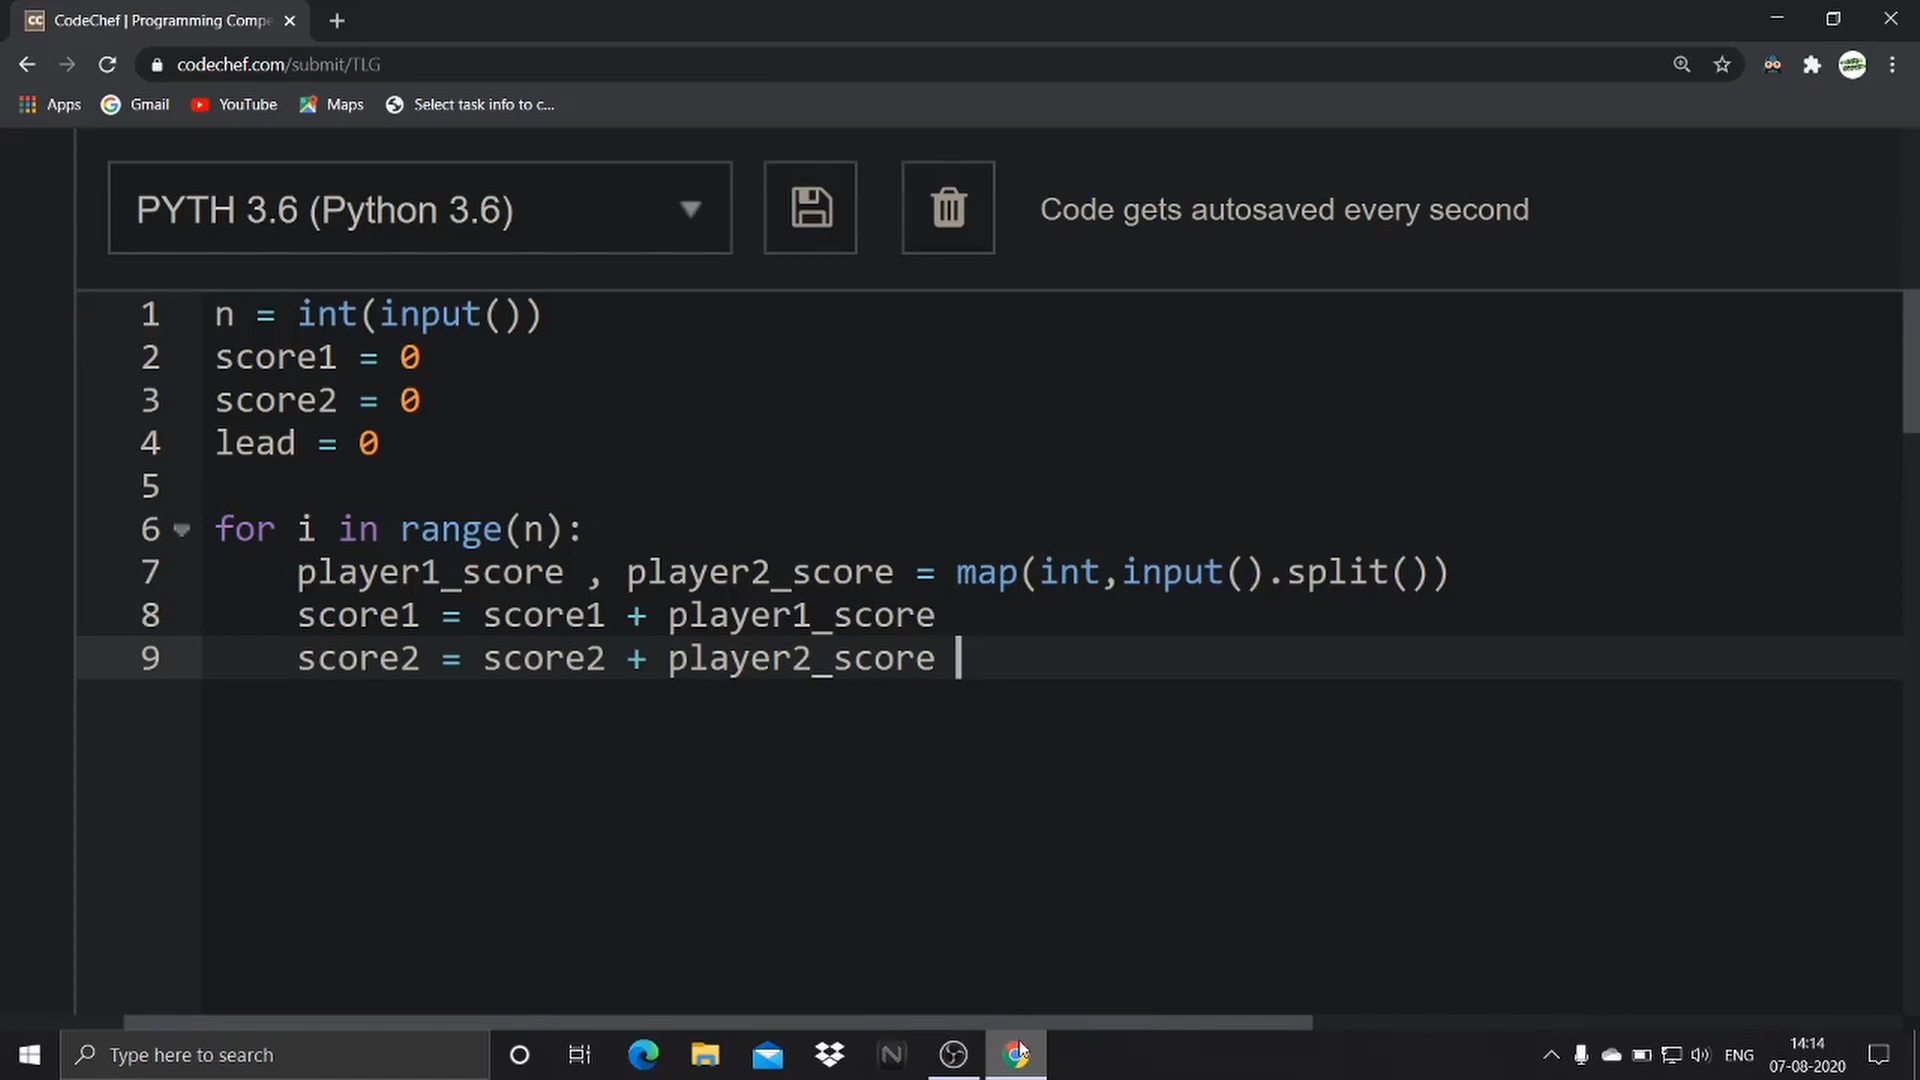 CC CodeChef | Programming Compe
codechef.com/submit/TLG
Apps Gmail YouTube Maps Select task info to c...
PYTH 3.6 (Python 3.6) Code gets autosaved every second
1 n = int(input())
2 score1 = 0
3 score2 = 0
4 lead = 0
5
6 for i in range(n):
7 player1_score , player2_score = map(int,input().split())
8 score1 = score1 + player1_score
9 score2 = score2 + player2_score
Type here to search N ENG 14:14
07-08-2020